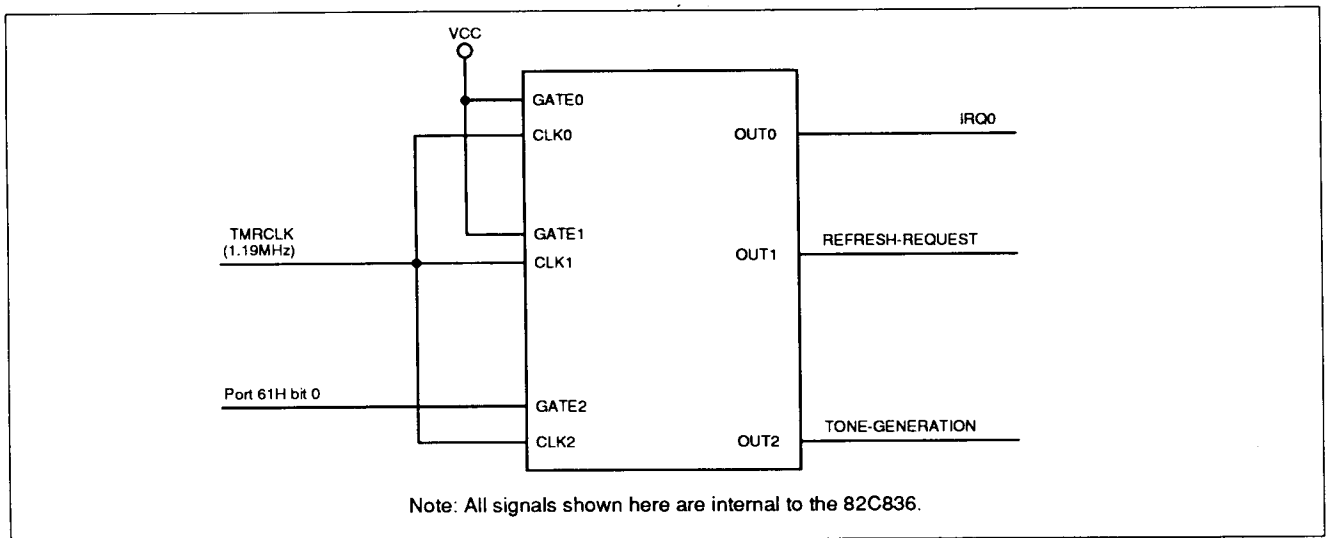 VCC
GATE0
CLK0
OUT0
IRQ0
TMRCLK
(1.19MHz)
GATE1
CLK1
OUT1
REFRESH-REQUEST
Port 61H bit 0
GATE2
CLK2
OUT2
TONE-GENERATION
Note: All signals shown here are internal to the 82C836.